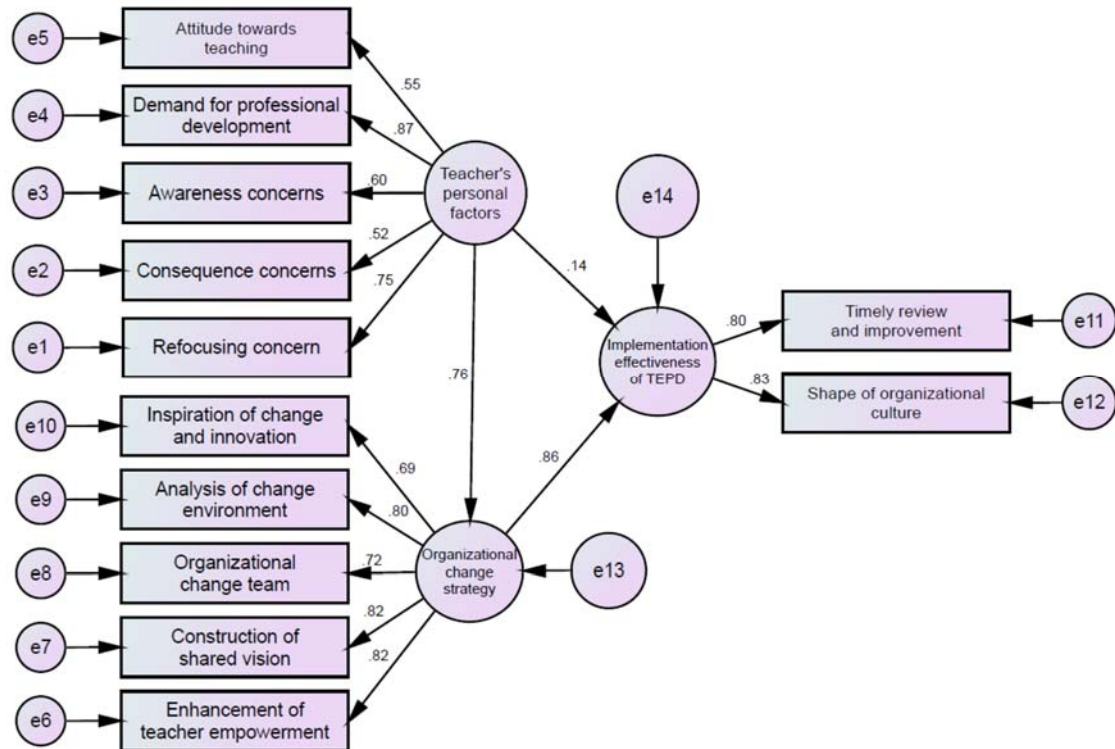 e5
Attitude towards
teaching
.55
e4
Demand for professional
development
.87
e3
Awareness concerns
.60
e2
Consequence concerns
.52
e1
Refocusing concern
.75
Teacher's
personal
factors
.14
.76
e14
Implementation
effectiveness
of TEPD
.80
Timely review
and improvement
e11
.83
Shape of organizational
culture
e12
.86
e10
Inspiration of change
and innovation
.69
e9
Analysis of change
environment
.80
e8
Organizational
change team
.72
e7
Construction of
shared vision
.82
e6
Enhancement of
teacher empowerment
.82
Organizational
change
strategy
e13